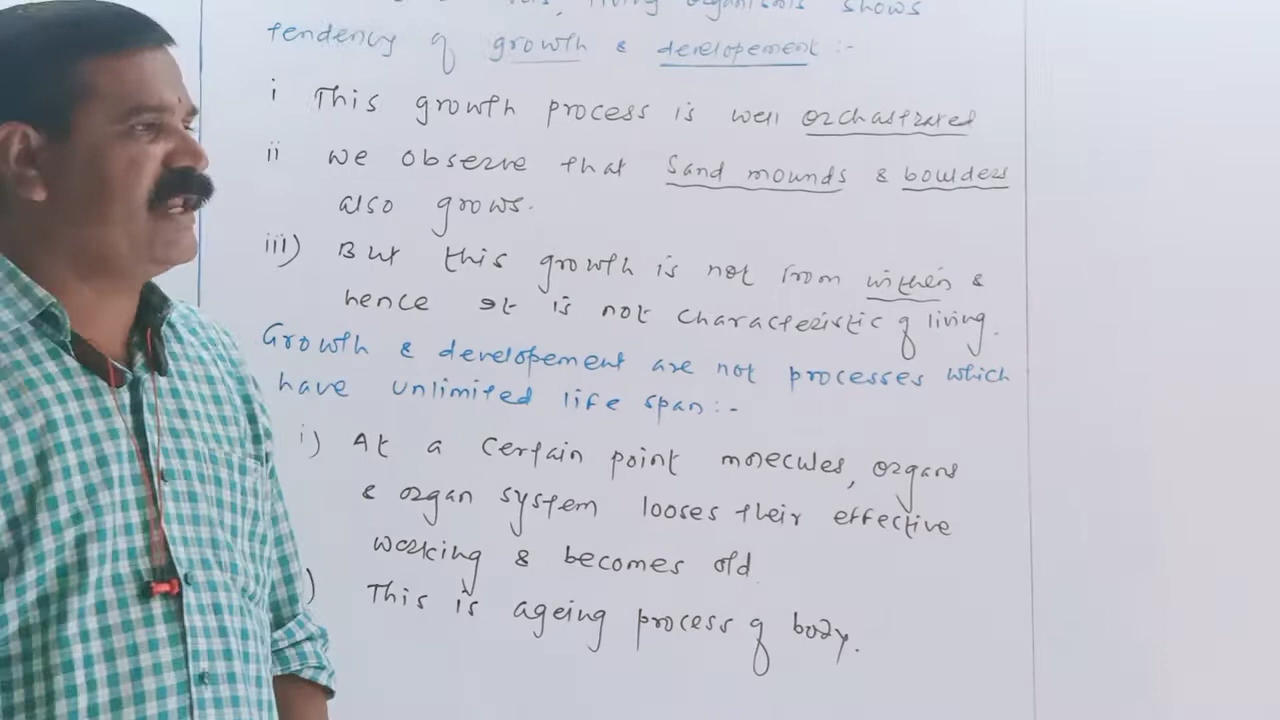 living organisms shows
tendency of growth & developement :-
i This growth process is well orchastrated
ii we observe that Sand mounds & boulders
also grows.
iii) But this growth is not from within &
hence It is not characteristic of living.
Growth & developement are not processes which
have unlimited life span :-
i) At a certain point molecules, organs
& organ system looses their effective
working & becomes old
) This is ageing process of body.